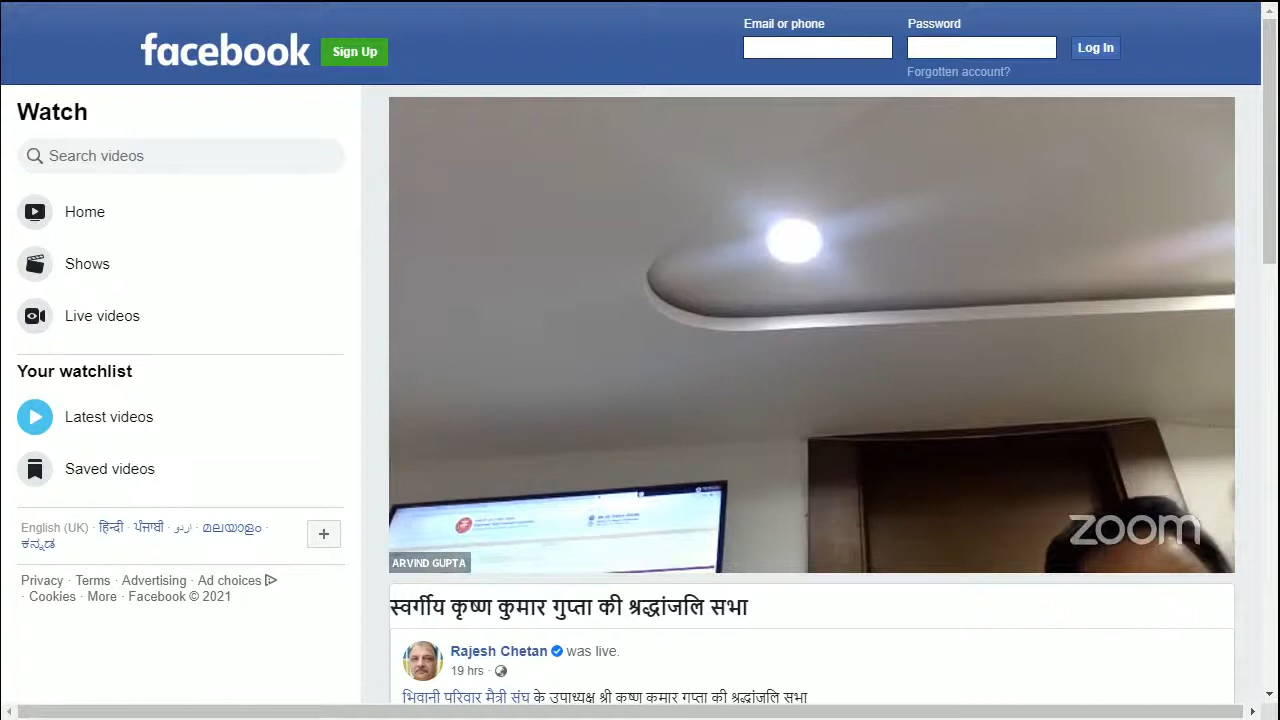 facebook
Sign Up
Email or phone
Password
Log In
Forgotten account?
Watch
Search videos
Home
Shows
Live videos
Your watchlist
Latest videos
Saved videos
English (UK) · हिन्दी · ਪੰਜਾਬੀ · اردو · മലയാളം ·
ಕನ್ನಡ
+
Privacy · Terms · Advertising · Ad choices
· Cookies · More · Facebook © 2021
zoom
ARVIND GUPTA
स्वर्गीय कृष्ण कुमार गुप्ता की श्रद्धांजलि सभा
Rajesh Chetan was live.
19 hrs ·
भिवानी परिवार मैत्री संघ के उपाध्यक्ष श्री कृष्ण कुमार गुप्ता की श्रद्धांजलि सभा